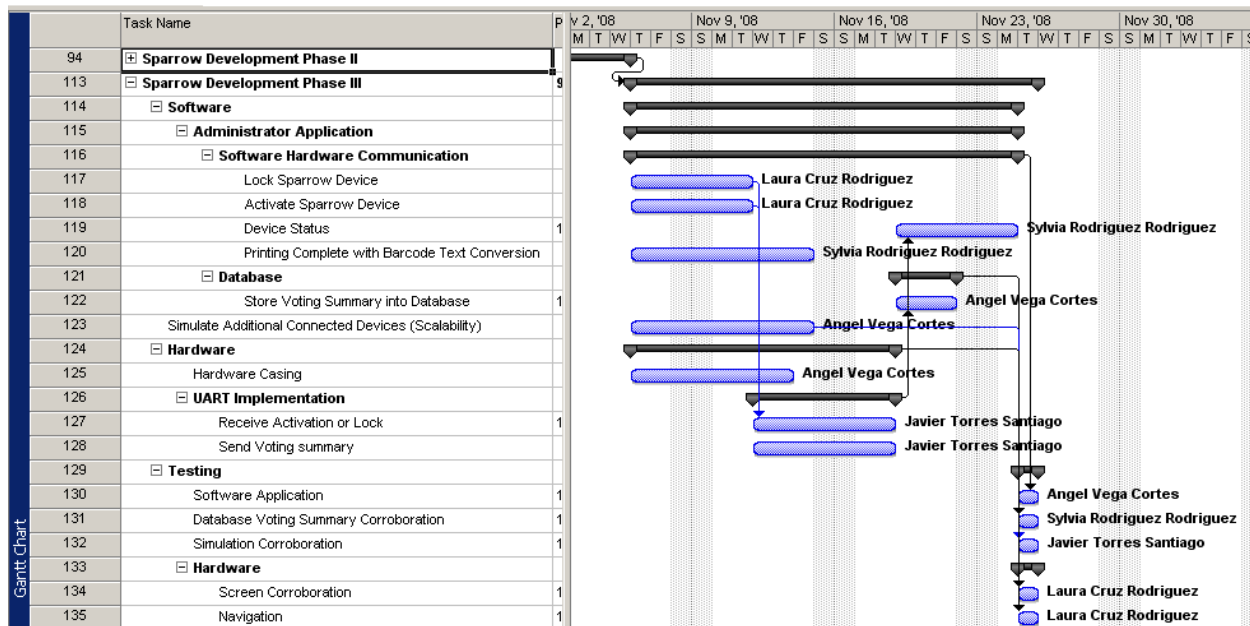 Task Name P v 2, '08 Nov 9, '08 Nov 16, '08 Nov 23, '08 Nov 30, '08
M T W T F S S M T W T F S S M T W T F S S M T W T F S S M T W T F S
94 Sparrow Development Phase II
113 Sparrow Development Phase III 9
114 Software
115 Administrator Application
116 Software Hardware Communication
117 Lock Sparrow Device Laura Cruz Rodriguez
118 Activate Sparrow Device Laura Cruz Rodriguez
119 Device Status 1 Sylvia Rodriguez Rodriguez
120 Printing Complete with Barcode Text Conversion Sylvia Rodriguez Rodriguez
121 Database
122 Store Voting Summary into Database 1 Angel Vega Cortes
123 Simulate Additional Connected Devices (Scalability) Angel Vega Cortes
124 Hardware
125 Hardware Casing Angel Vega Cortes
126 UART Implementation
127 Receive Activation or Lock 1 Javier Torres Santiago
128 Send Voting summary Javier Torres Santiago
129 Testing
130 Software Application 1 Angel Vega Cortes
131 Database Voting Summary Corroboration 1 Sylvia Rodriguez Rodriguez
132 Simulation Corroboration 1 Javier Torres Santiago
133 Hardware
134 Screen Corroboration 1 Laura Cruz Rodriguez
135 Navigation 1 Laura Cruz Rodriguez
Gantt Chart